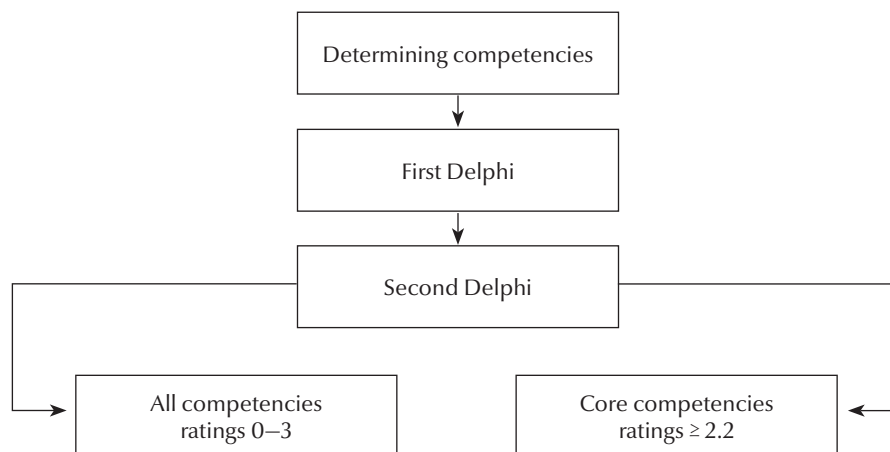 Determining competencies
First Delphi
Second Delphi
All competencies
ratings 0–3
Core competencies
ratings ≥ 2.2